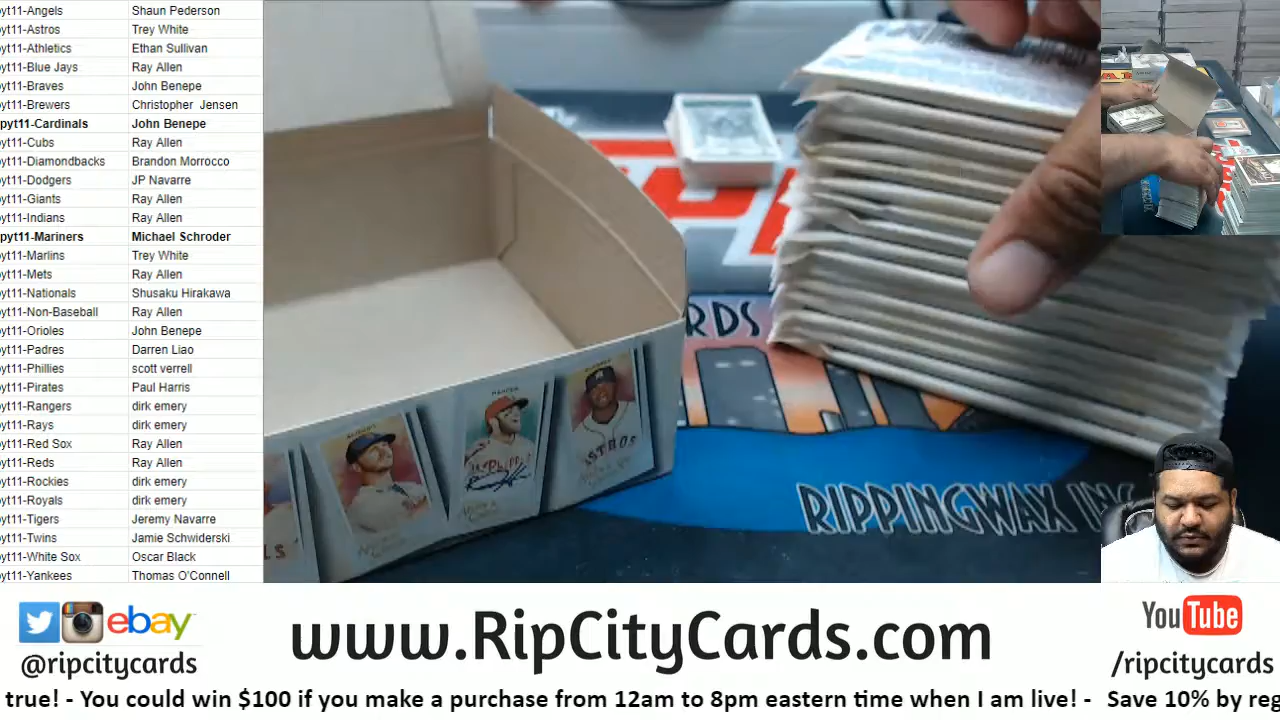 pyt11-Angels Shaun Pederson
pyt11-Astros Trey White
pyt11-Athletics Ethan Sullivan
pyt11-Blue Jays Ray Allen
pyt11-Braves John Benepe
pyt11-Brewers Christopher Jensen
pyt11-Cardinals John Benepe
pyt11-Cubs Ray Allen
pyt11-Diamondbacks Brandon Morrocco
pyt11-Dodgers JP Navarre
pyt11-Giants Ray Allen
pyt11-Indians Ray Allen
pyt11-Mariners Michael Schroder
pyt11-Marlins Trey White
pyt11-Mets Ray Allen
pyt11-Nationals Shusaku Hirakawa
pyt11-Non-Baseball Ray Allen
pyt11-Orioles John Benepe
pyt11-Padres Darren Liao
pyt11-Phillies scott verrell
pyt11-Pirates Paul Harris
pyt11-Rangers dirk emery
pyt11-Rays dirk emery
pyt11-Red Sox Ray Allen
pyt11-Reds Ray Allen
pyt11-Rockies dirk emery
pyt11-Royals dirk emery
pyt11-Tigers Jeremy Navarre
pyt11-Twins Jamie Schwiderski
pyt11-White Sox Oscar Black
pyt11-Yankees Thomas O'Connell
RDS
HARPER
Phillies
ASTROS
LS
RIPPINGWAX INC
ebay
@ripcitycards
www.RipCityCards.com
YouTube
/ripcitycards
true! - You could win $100 if you make a purchase from 12am to 8pm eastern time when I am live! - Save 10% by reg